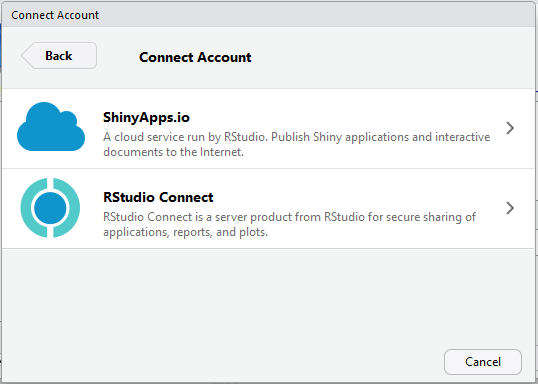 Connect Account
Back
Connect Account
ShinyApps.io
A cloud service run by RStudio. Publish Shiny applications and interactive
documents to the Internet.
RStudio Connect
RStudio Connect is a server product from RStudio for secure sharing of
applications, reports, and plots.
Cancel